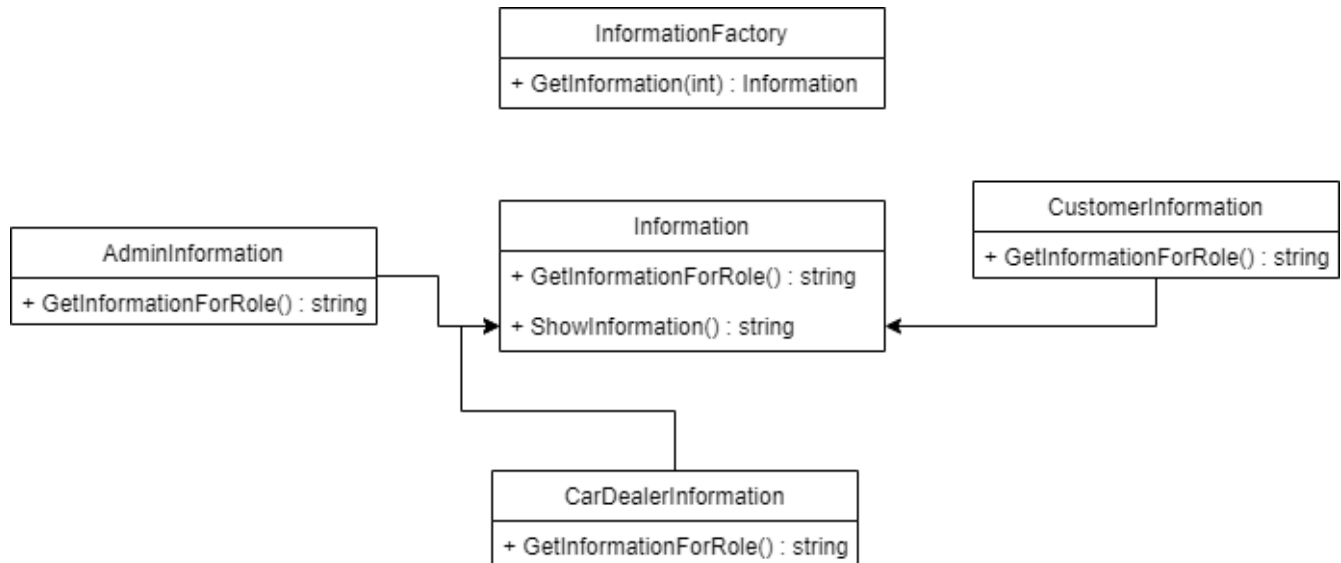 InformationFactory
+ GetInformation(int) : Information
AdminInformation
+ GetInformationForRole() : string
Information
+ GetInformationForRole() : string
+ ShowInformation() : string
CustomerInformation
+ GetInformationForRole() : string
CarDealerInformation
+ GetInformationForRole() : string